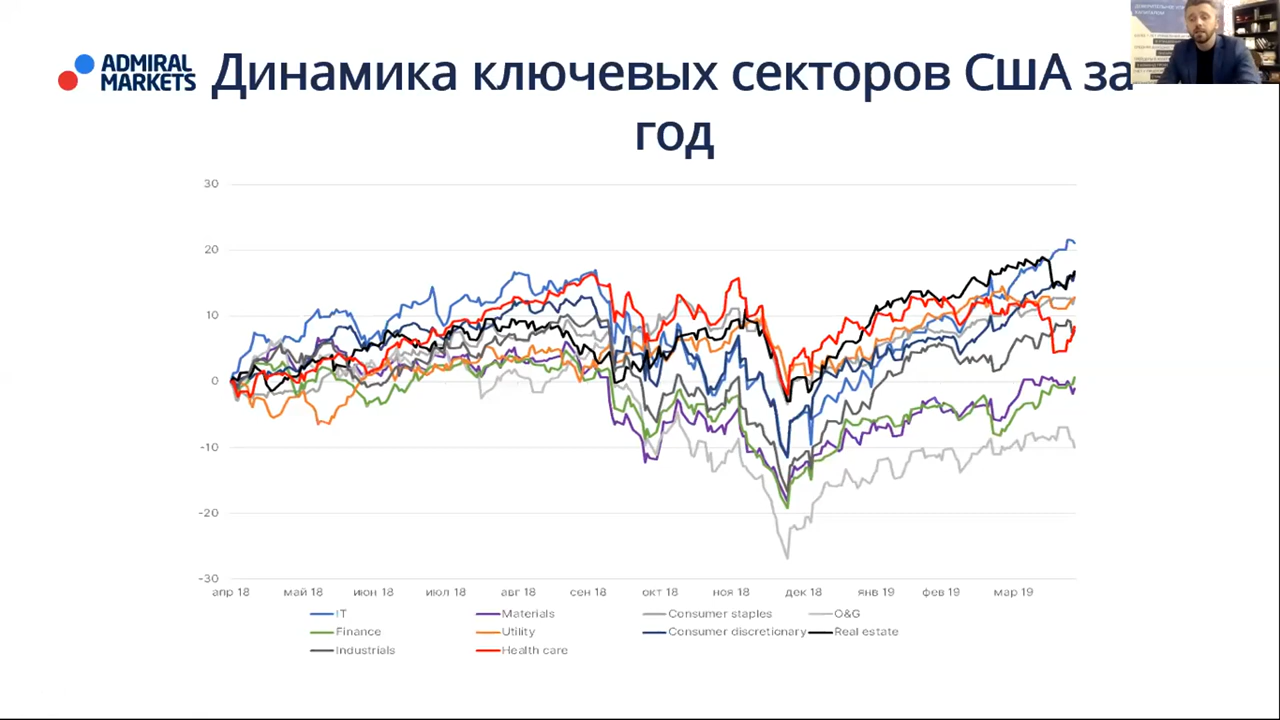 ADMIRAL
MARKETS
Динамика ключевых секторов США за
год
30
20
10
0
-10
-20
-30
апр 18 май 18 июн 18 июл 18 авг 18 сен 18 окт 18 ноя 18 дек 18 янв 19 фев 19 мар 19
IT Materials Consumer staples O&G
Finance Utility Consumer discretionary Real estate
Industrials Health care